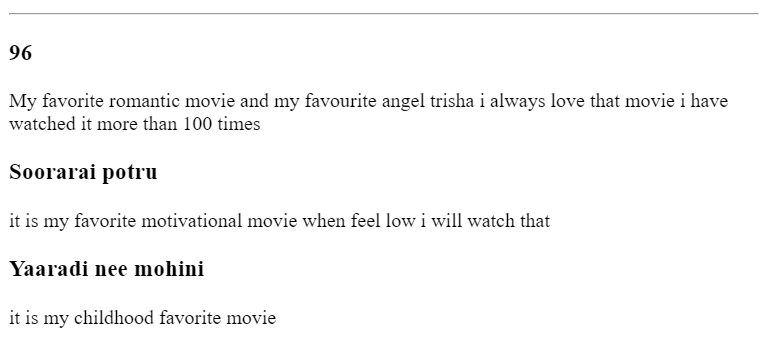 96
My favorite romantic movie and my favourite angel trisha i always love that movie i have
watched it more than 100 times
Soorarai potru
it is my favorite motivational movie when feel low i will watch that
Yaaradi nee mohini
it is my childhood favorite movie